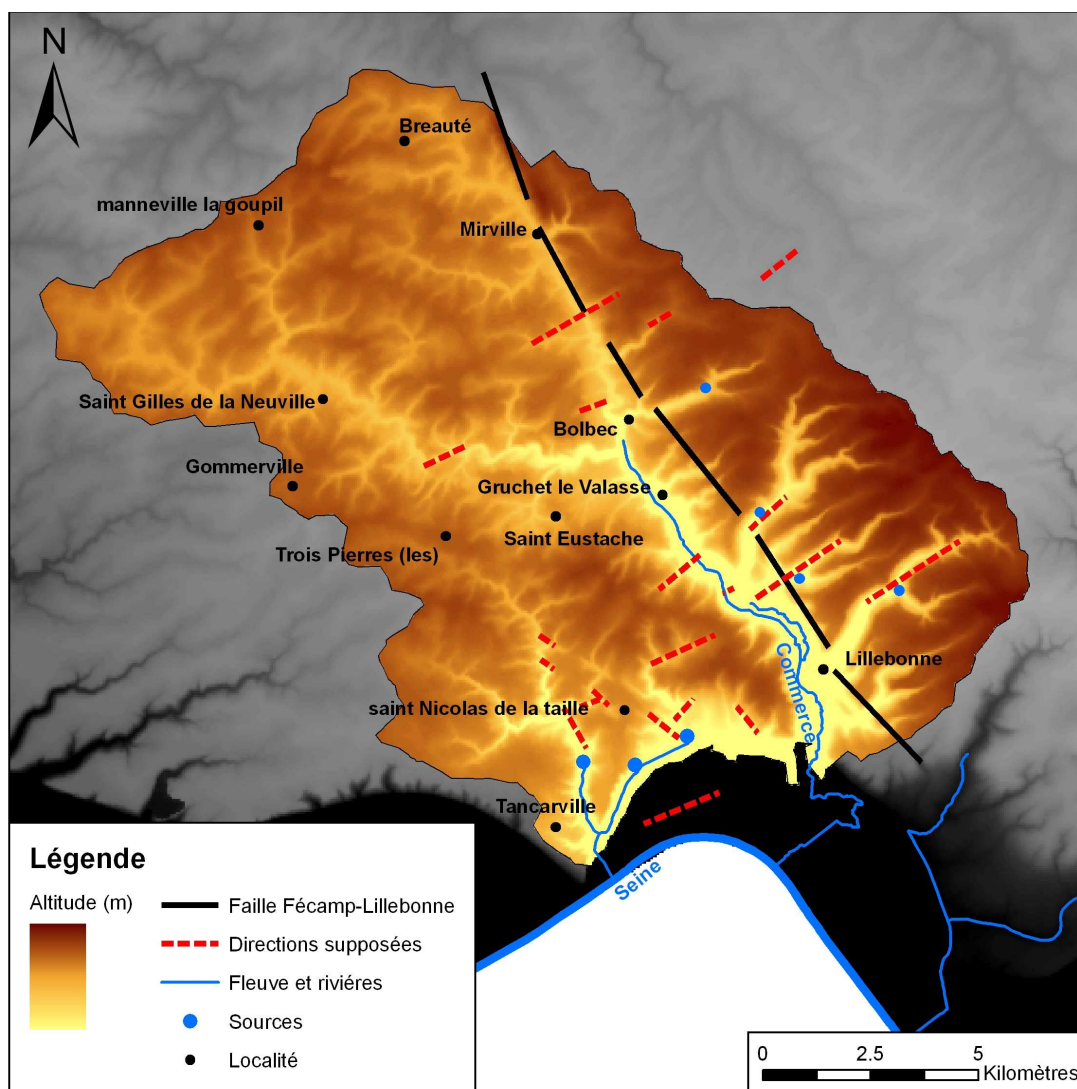 N
Breauté
manneville la goupil
Mirville
Saint Gilles de la Neuville
Bolbec
Gommerville
Gruchet le Valasse
Saint Eustache
Trois Pierres (les)
Commerce
Lillebonne
saint Nicolas de la taille
Tancarville
Seine
Légende
Altitude (m)
Faille Fécamp-Lillebonne
Directions supposées
Fleuve et riviéres
Sources
Localité
0 2.5 5
Kilomètres